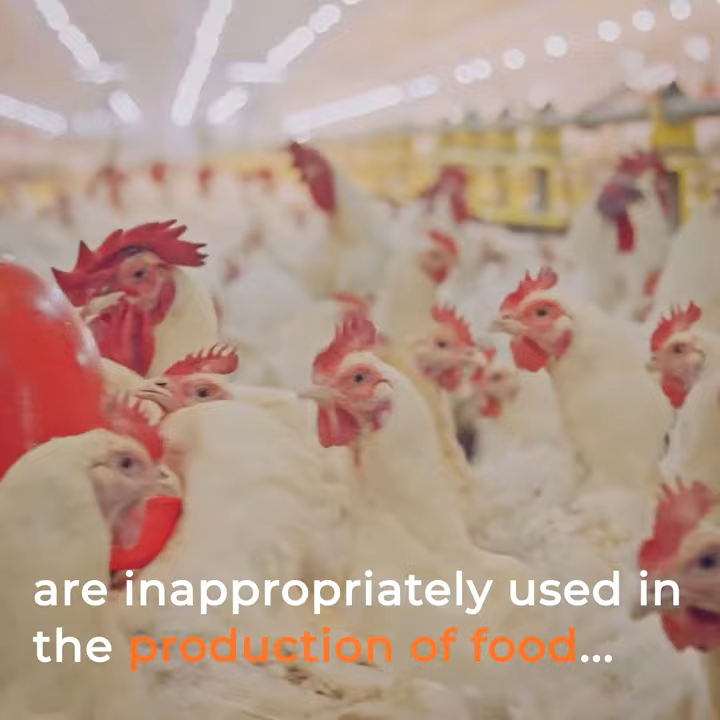 are inappropriately used in
the production of food...